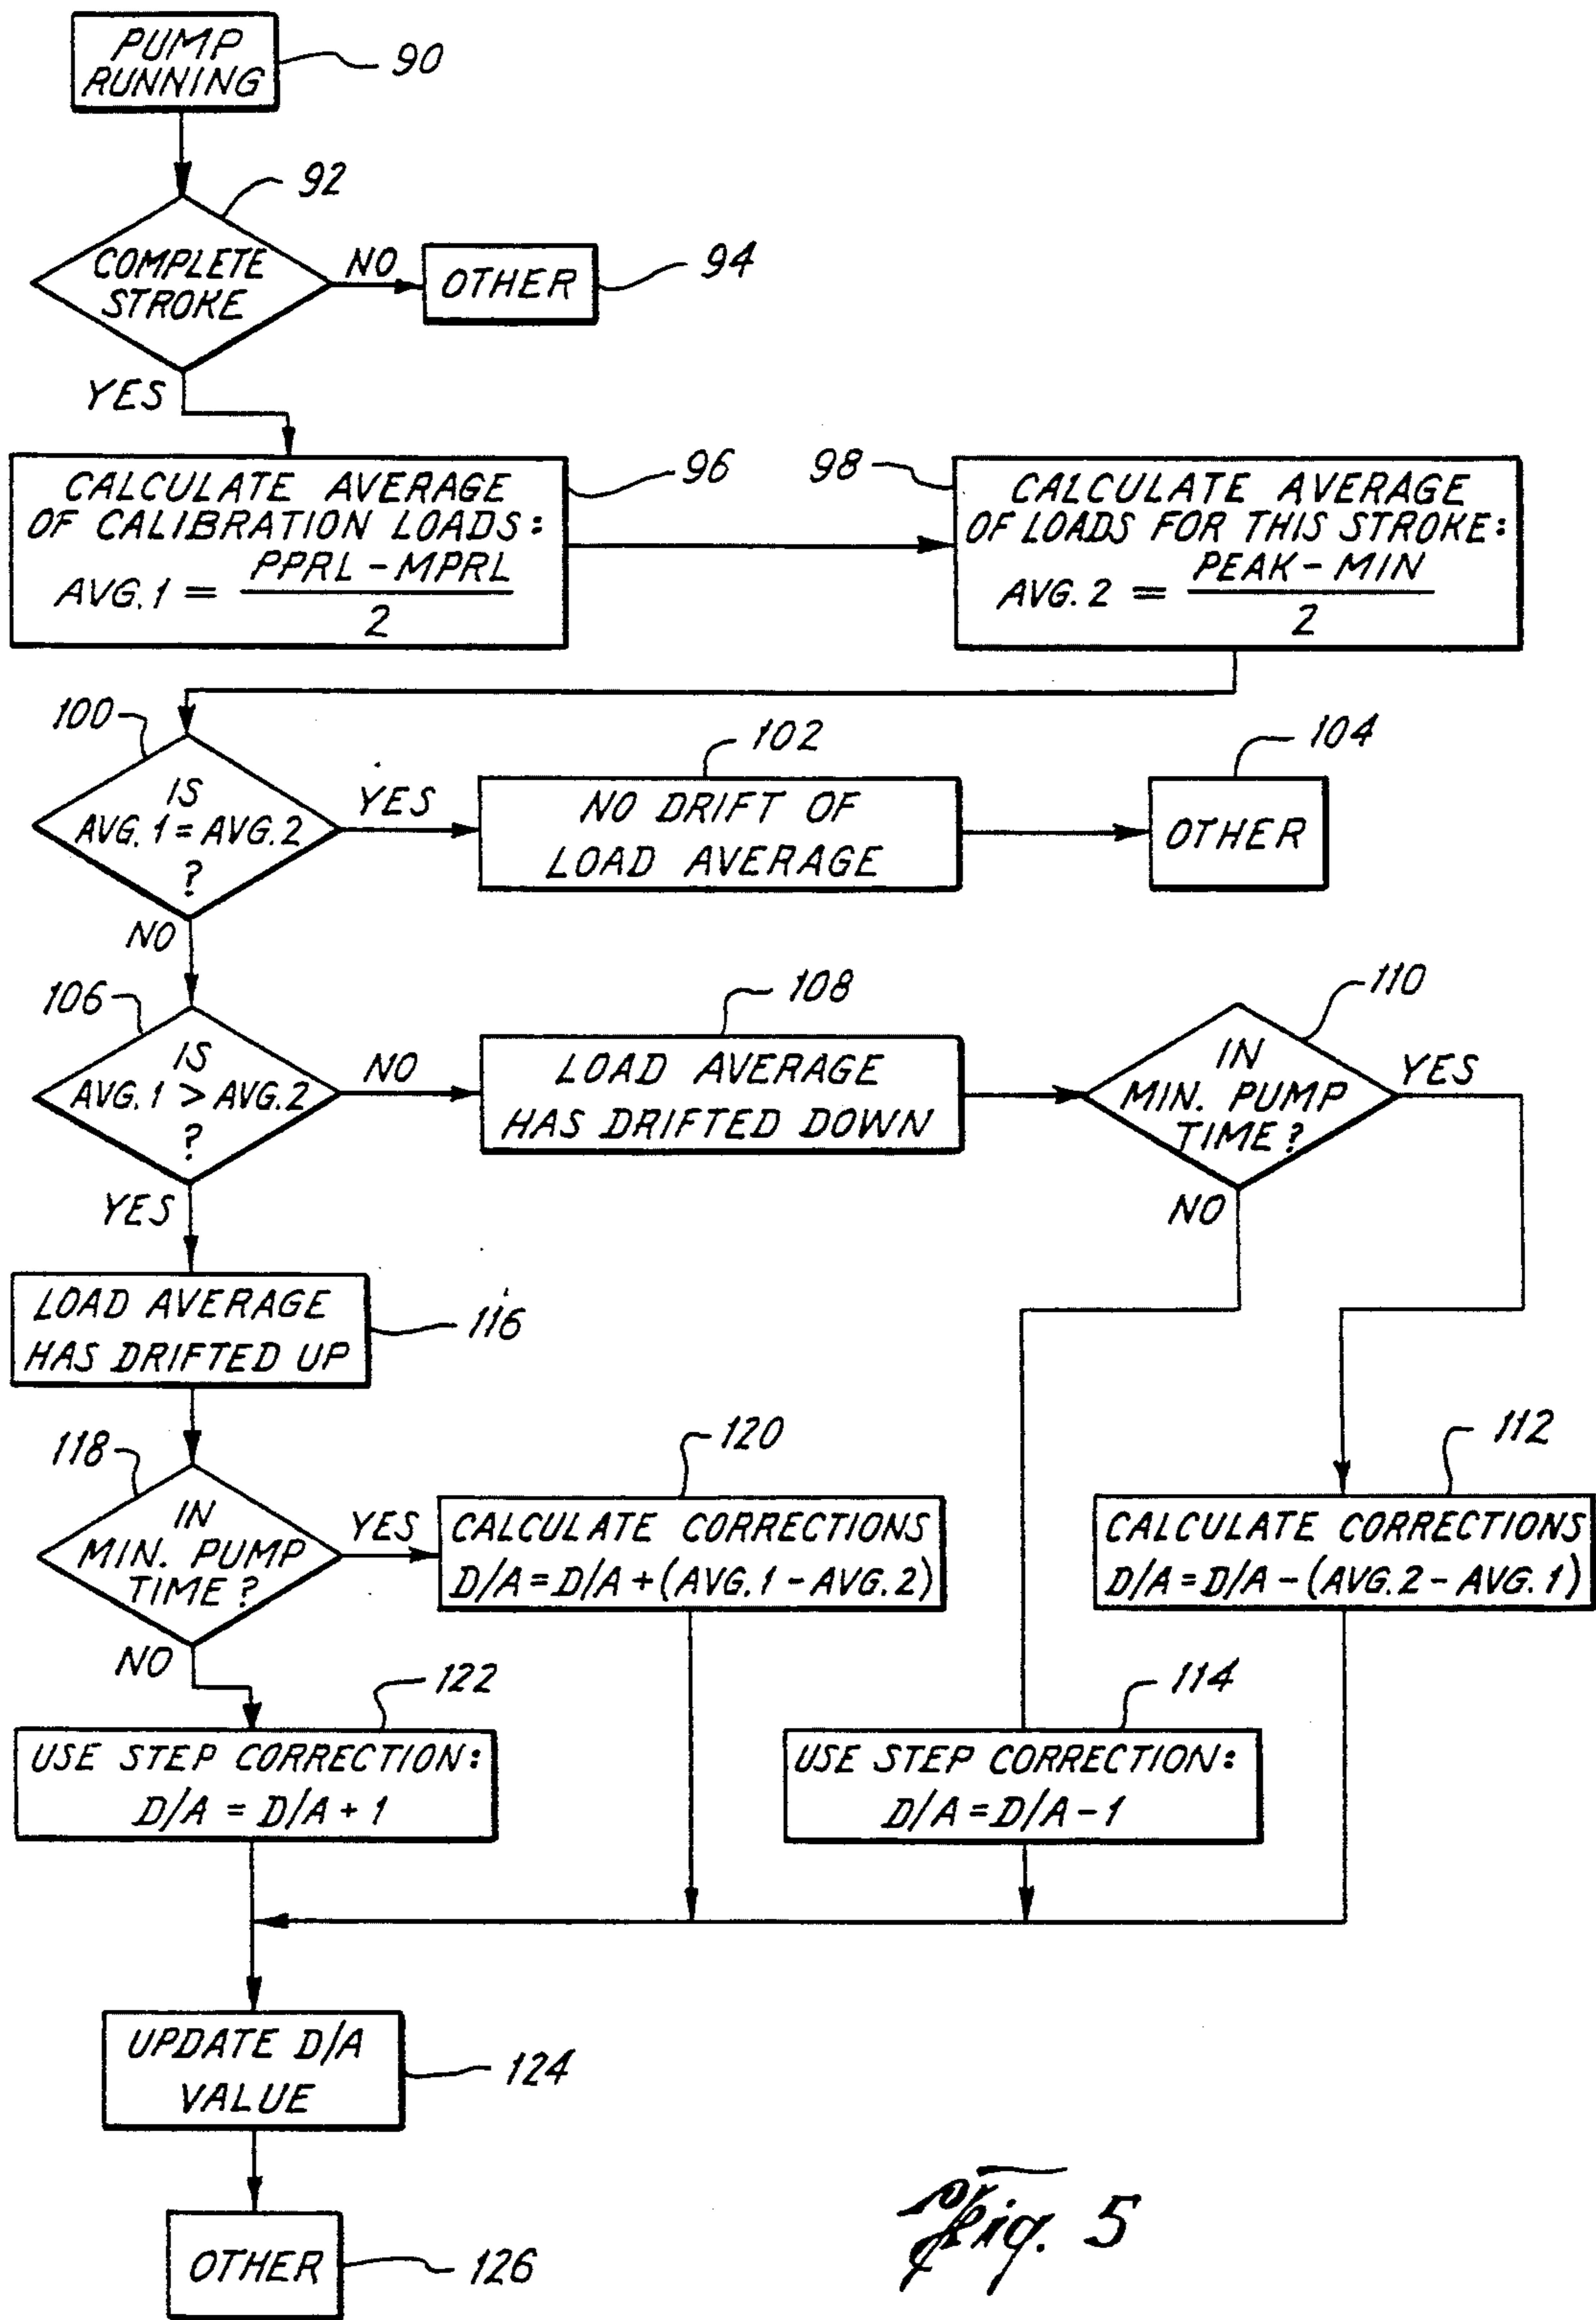 PUMP
RUNNING
90
92
COMPLETE
STROKE
NO
OTHER
94
YES
CALCULATE AVERAGE
OF CALIBRATION LOADS:
AVG. 1 = PPRL - MPRL
2
96
98
CALCULATE AVERAGE
OF LOADS FOR THIS STROKE:
AVG. 2 = PEAK - MIN
2
100
IS
AVG. 1 = AVG. 2
?
YES
102
NO DRIFT OF
LOAD AVERAGE
104
OTHER
NO
106
IS
AVG. 1 > AVG. 2
?
NO
108
LOAD AVERAGE
HAS DRIFTED DOWN
110
IN
MIN. PUMP
TIME?
YES
NO
YES
LOAD AVERAGE
HAS DRIFTED UP
116
118
IN
MIN. PUMP
TIME?
YES
120
CALCULATE CORRECTIONS
D/A = D/A + (AVG. 1 - AVG. 2)
112
CALCULATE CORRECTIONS
D/A = D/A - (AVG. 2 - AVG. 1)
NO
122
USE STEP CORRECTION:
D/A = D/A + 1
114
USE STEP CORRECTION:
D/A = D/A - 1
UPDATE D/A
VALUE
124
OTHER
126
Fig. 5